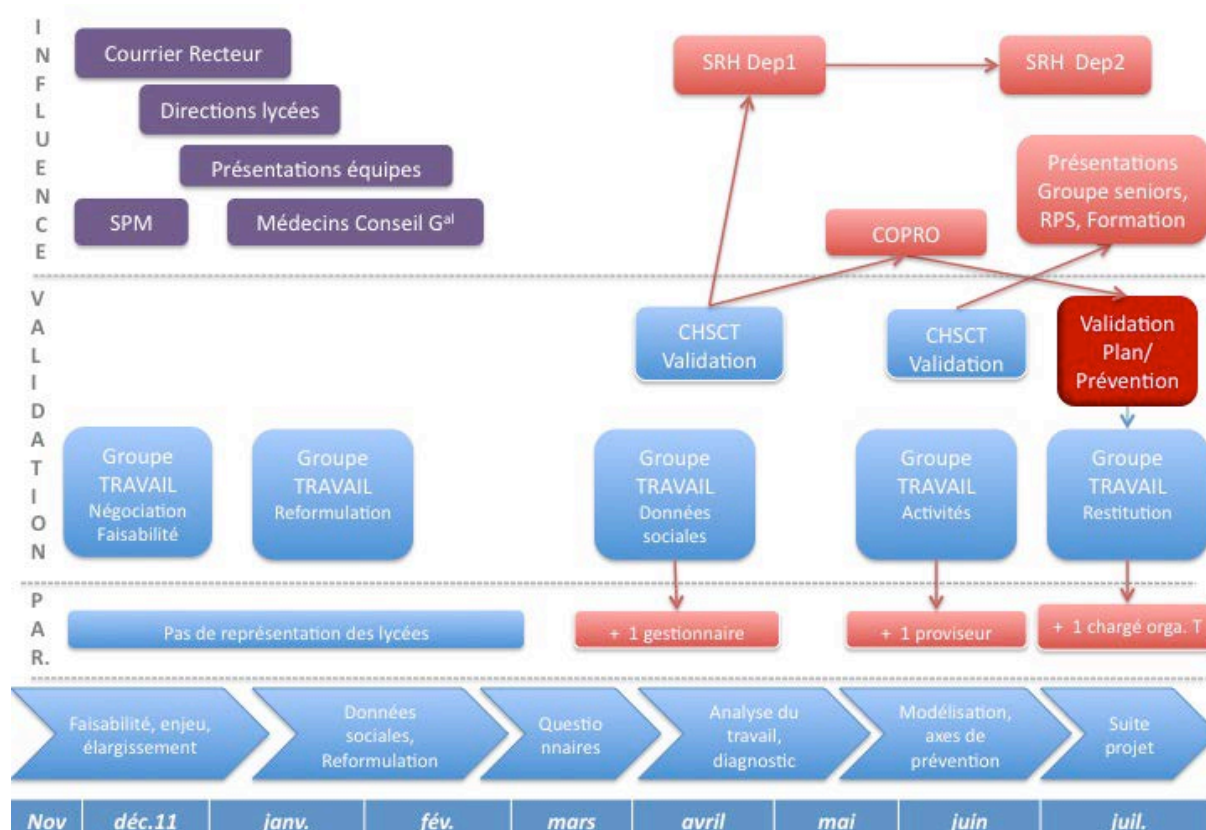 INFLUENCE
Courrier Recteur
Directions lycées
Présentations équipes
SPM
Médecins Conseil Gal
SRH Dep1
SRH Dep2
COPRO
Présentations
Groupe seniors,
RPS, Formation
VALIDATION
CHSCT
Validation
CHSCT
Validation
Validation
Plan/
Prévention
Groupe
TRAVAIL
Négociation
Faisabilité
Groupe
TRAVAIL
Reformulation
Groupe
TRAVAIL
Données
sociales
Groupe
TRAVAIL
Activités
Groupe
TRAVAIL
Restitution
PAR.
Pas de représentation des lycées
+ 1 gestionnaire
+ 1 proviseur
+ 1 chargé orga. T
Faisabilité, enjeu,
élargissement
Données
sociales,
Reformulation
Questio
nnaires
Analyse du
travail,
diagnostic
Modélisation,
axes de
prévention
Suite
projet
Nov déc.11 janv. fév. mars avril mai juin juil.